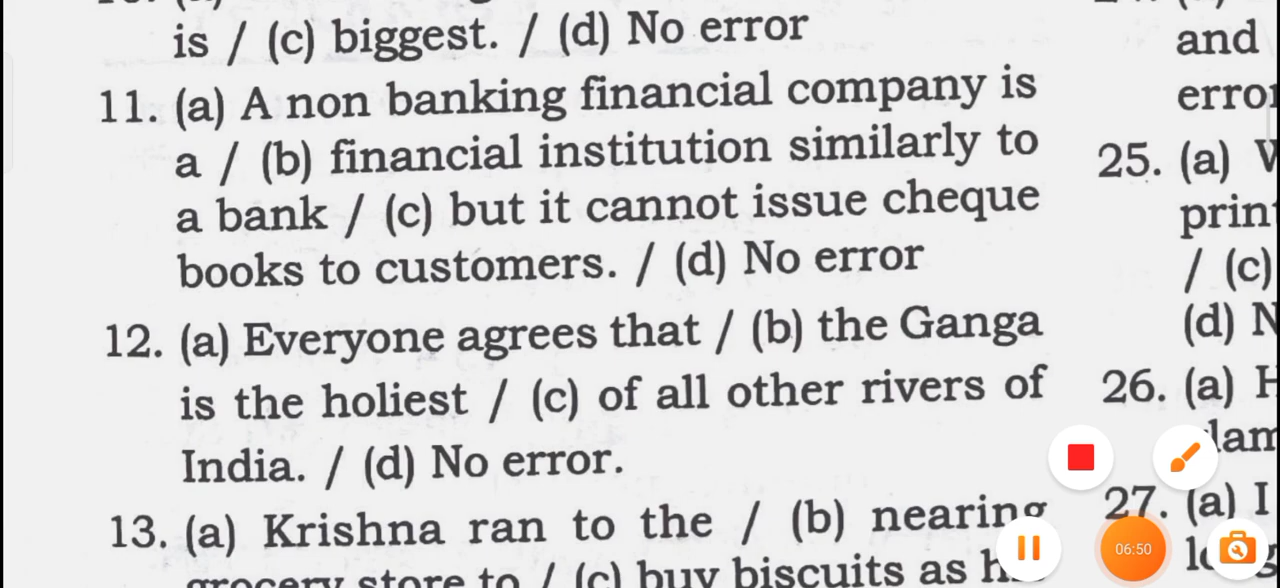 is / (c) biggest. / (d) No error
11. (a) A non banking financial company is
a / (b) financial institution similarly to
a bank / (c) but it cannot issue cheque
books to customers. / (d) No error
12. (a) Everyone agrees that / (b) the Ganga
is the holiest / (c) of all other rivers of
India. / (d) No error.
13. (a) Krishna ran to the / (b) nearing
grocery store to / (c) buy biscuits as
and
25. (a)
/ (c)
(d)
26. (a)
27. (a) I
06:50